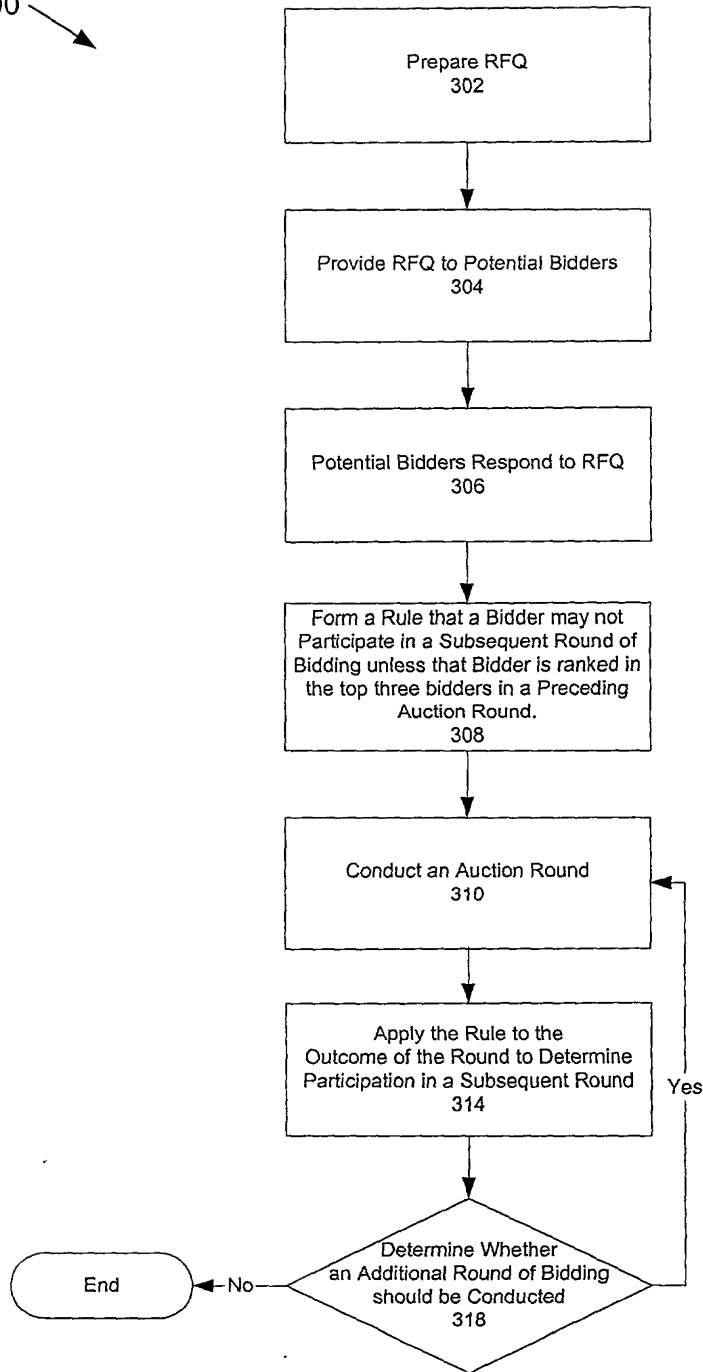 Prepare RFQ
302
Provide RFQ to Potential Bidders
304
Potential Bidders Respond to RFQ
306
Form a Rule that a Bidder may not
Participate in a Subsequent Round of
Bidding unless that Bidder is ranked in
the top three bidders in a Preceding
Auction Round.
308
Conduct an Auction Round
310
Apply the Rule to the
Outcome of the Round to Determine
Participation in a Subsequent Round
314
Yes
Determine Whether
an Additional Round of Bidding
should be Conducted
318
No
End